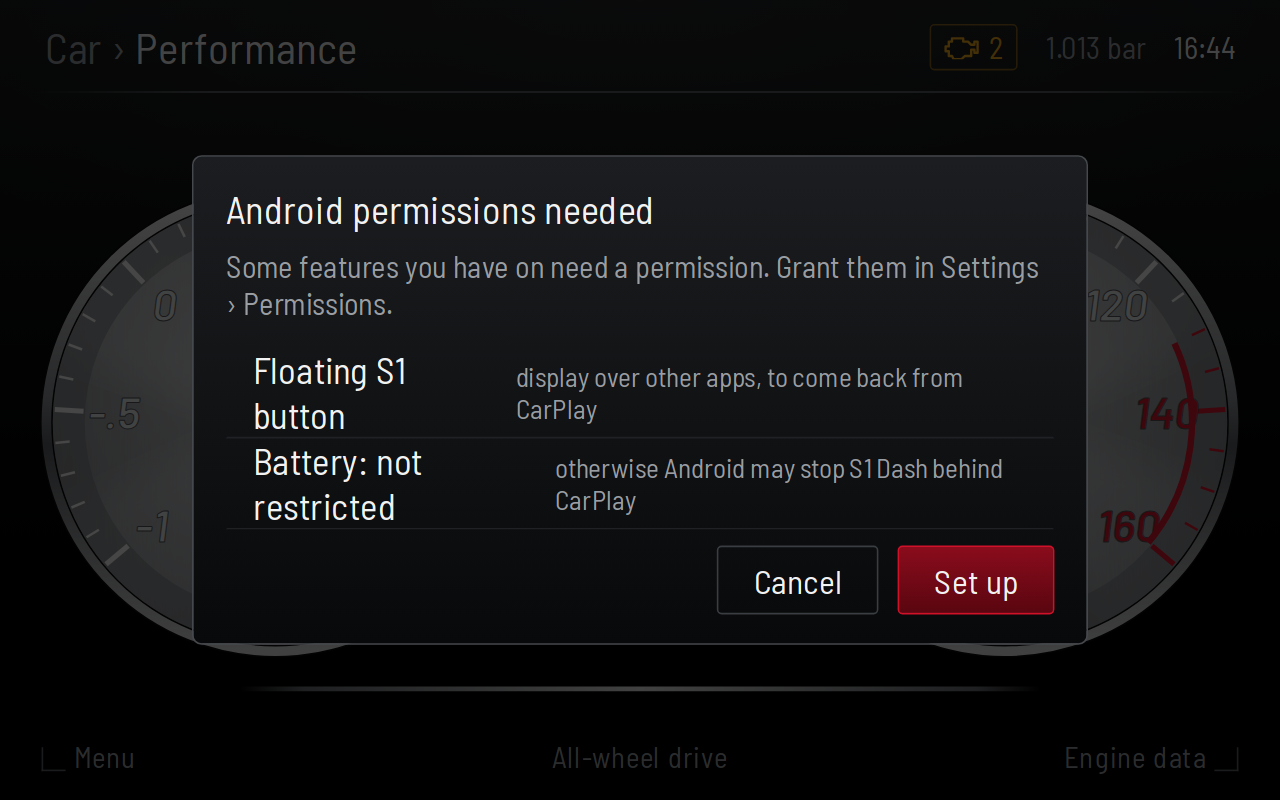 Car › Performance
2
1.013 bar
16:44
Android permissions needed
Some features you have on need a permission. Grant them in Settings
› Permissions.
Floating S1
button
display over other apps, to come back from
CarPlay
Battery: not
restricted
otherwise Android may stop S1 Dash behind
CarPlay
Cancel
Set up
0
-.5
-1
120
140
160
Menu
All-wheel drive
Engine data